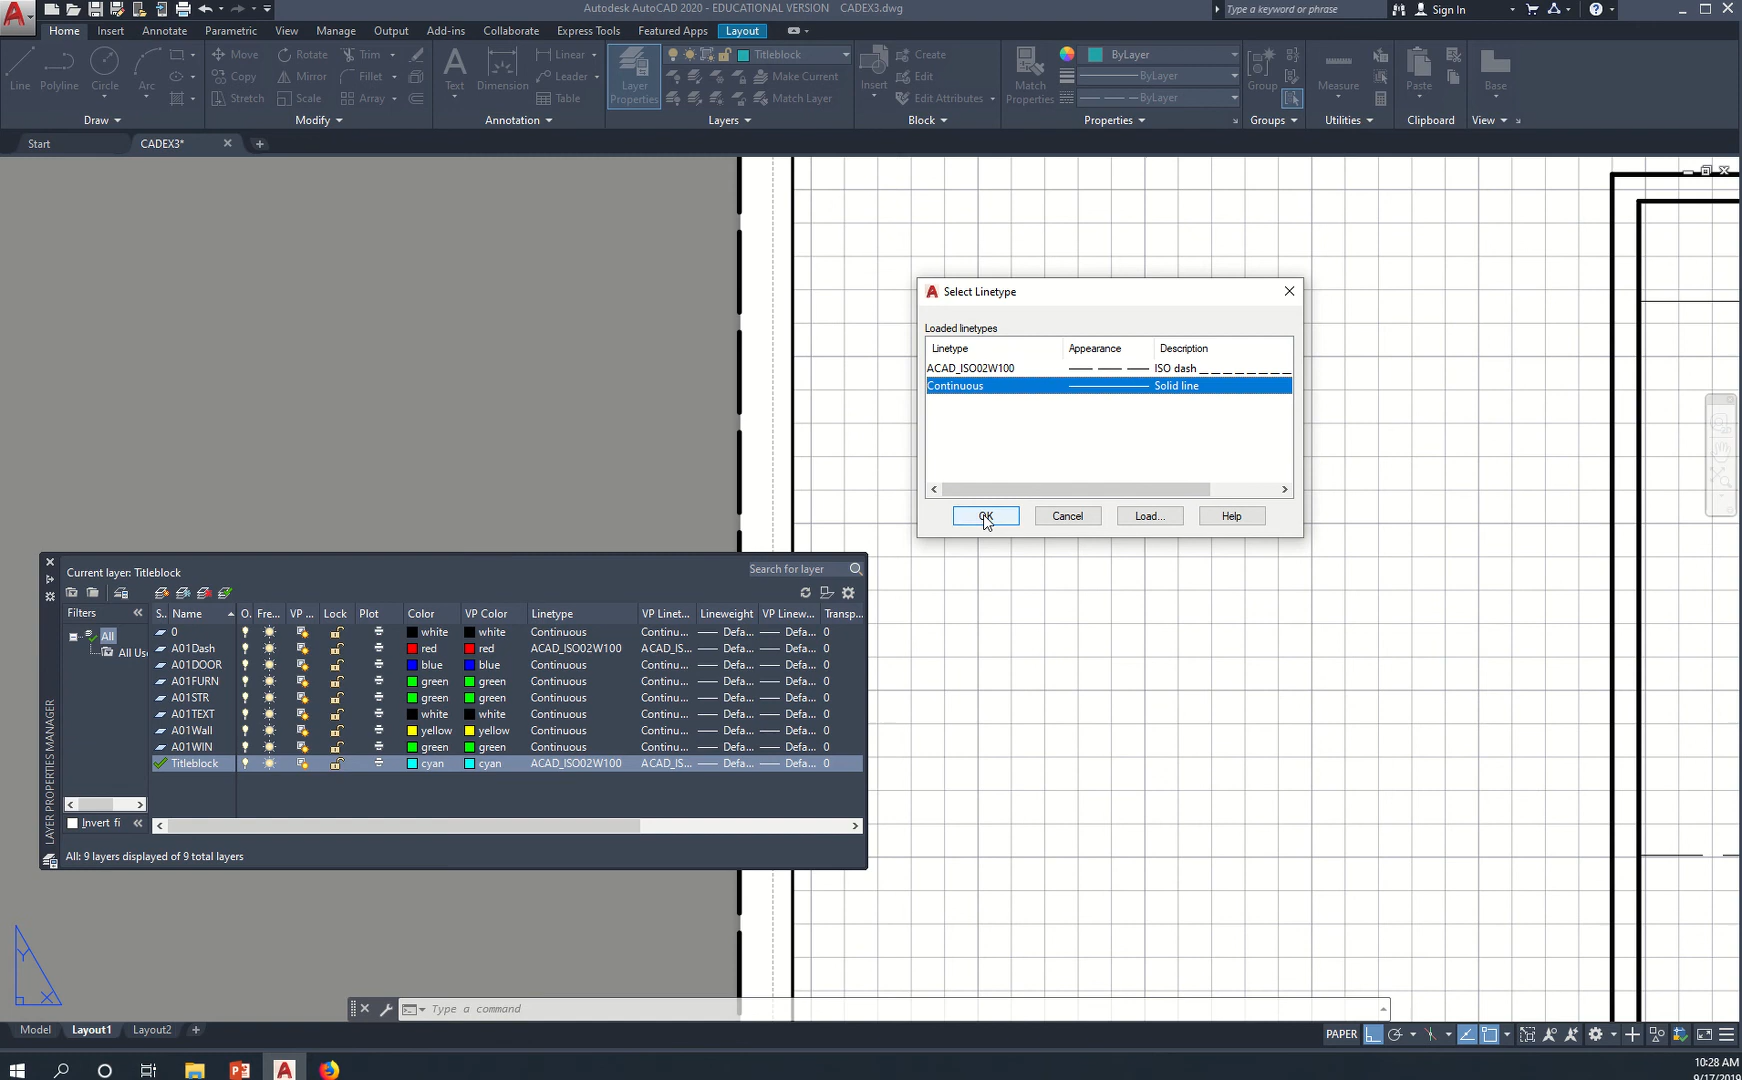 Autodesk AutoCAD 2020 - EDUCATIONAL VERSION CADEX3.dwg
Type a keyword or phrase
Sign In
Home Insert Annotate Parametric View Manage Output Add-ins Collaborate Express Tools Featured Apps Layout
Line Polyline Circle Arc
Move Rotate Trim
Copy Mirror Fillet
Stretch Scale Array
Text Dimension
Linear
Leader
Table
Layer Properties
Titleblock
Make Current
Match Layer
Insert
Create
Edit
Edit Attributes
Match Properties
ByLayer
ByLayer
ByLayer
Group
Measure
Paste
Base
Draw Modify Annotation Layers Block Properties Groups Utilities Clipboard View
Start CADEX3*
Select Linetype
Loaded linetypes
Linetype Appearance Description
ACAD_ISO02W100 ISO dash _ _ _ _ _ _ _ _ _
Continuous Solid line
OK Cancel Load... Help
LAYER PROPERTIES MANAGER
Current layer: Titleblock
Search for layer
Filters
All
All Use
Invert fi
S.. Name O. Fre... VP ... Lock Plot Color VP Color Linetype VP Linet... Lineweight VP Linew... Transp...
0 white white Continuous Continu... Defa... Defa... 0
A01Dash red red ACAD_ISO02W100 ACAD_IS... Defa... Defa... 0
A01DOOR blue blue Continuous Continu... Defa... Defa... 0
A01FURN green green Continuous Continu... Defa... Defa... 0
A01STR green green Continuous Continu... Defa... Defa... 0
A01TEXT white white Continuous Continu... Defa... Defa... 0
A01Wall yellow yellow Continuous Continu... Defa... Defa... 0
A01WIN green green Continuous Continu... Defa... Defa... 0
Titleblock cyan cyan ACAD_ISO02W100 ACAD_IS... Defa... Defa... 0
All: 9 layers displayed of 9 total layers
Y
X
Type a command
Model Layout1 Layout2
PAPER
10:28 AM
9/17/2019